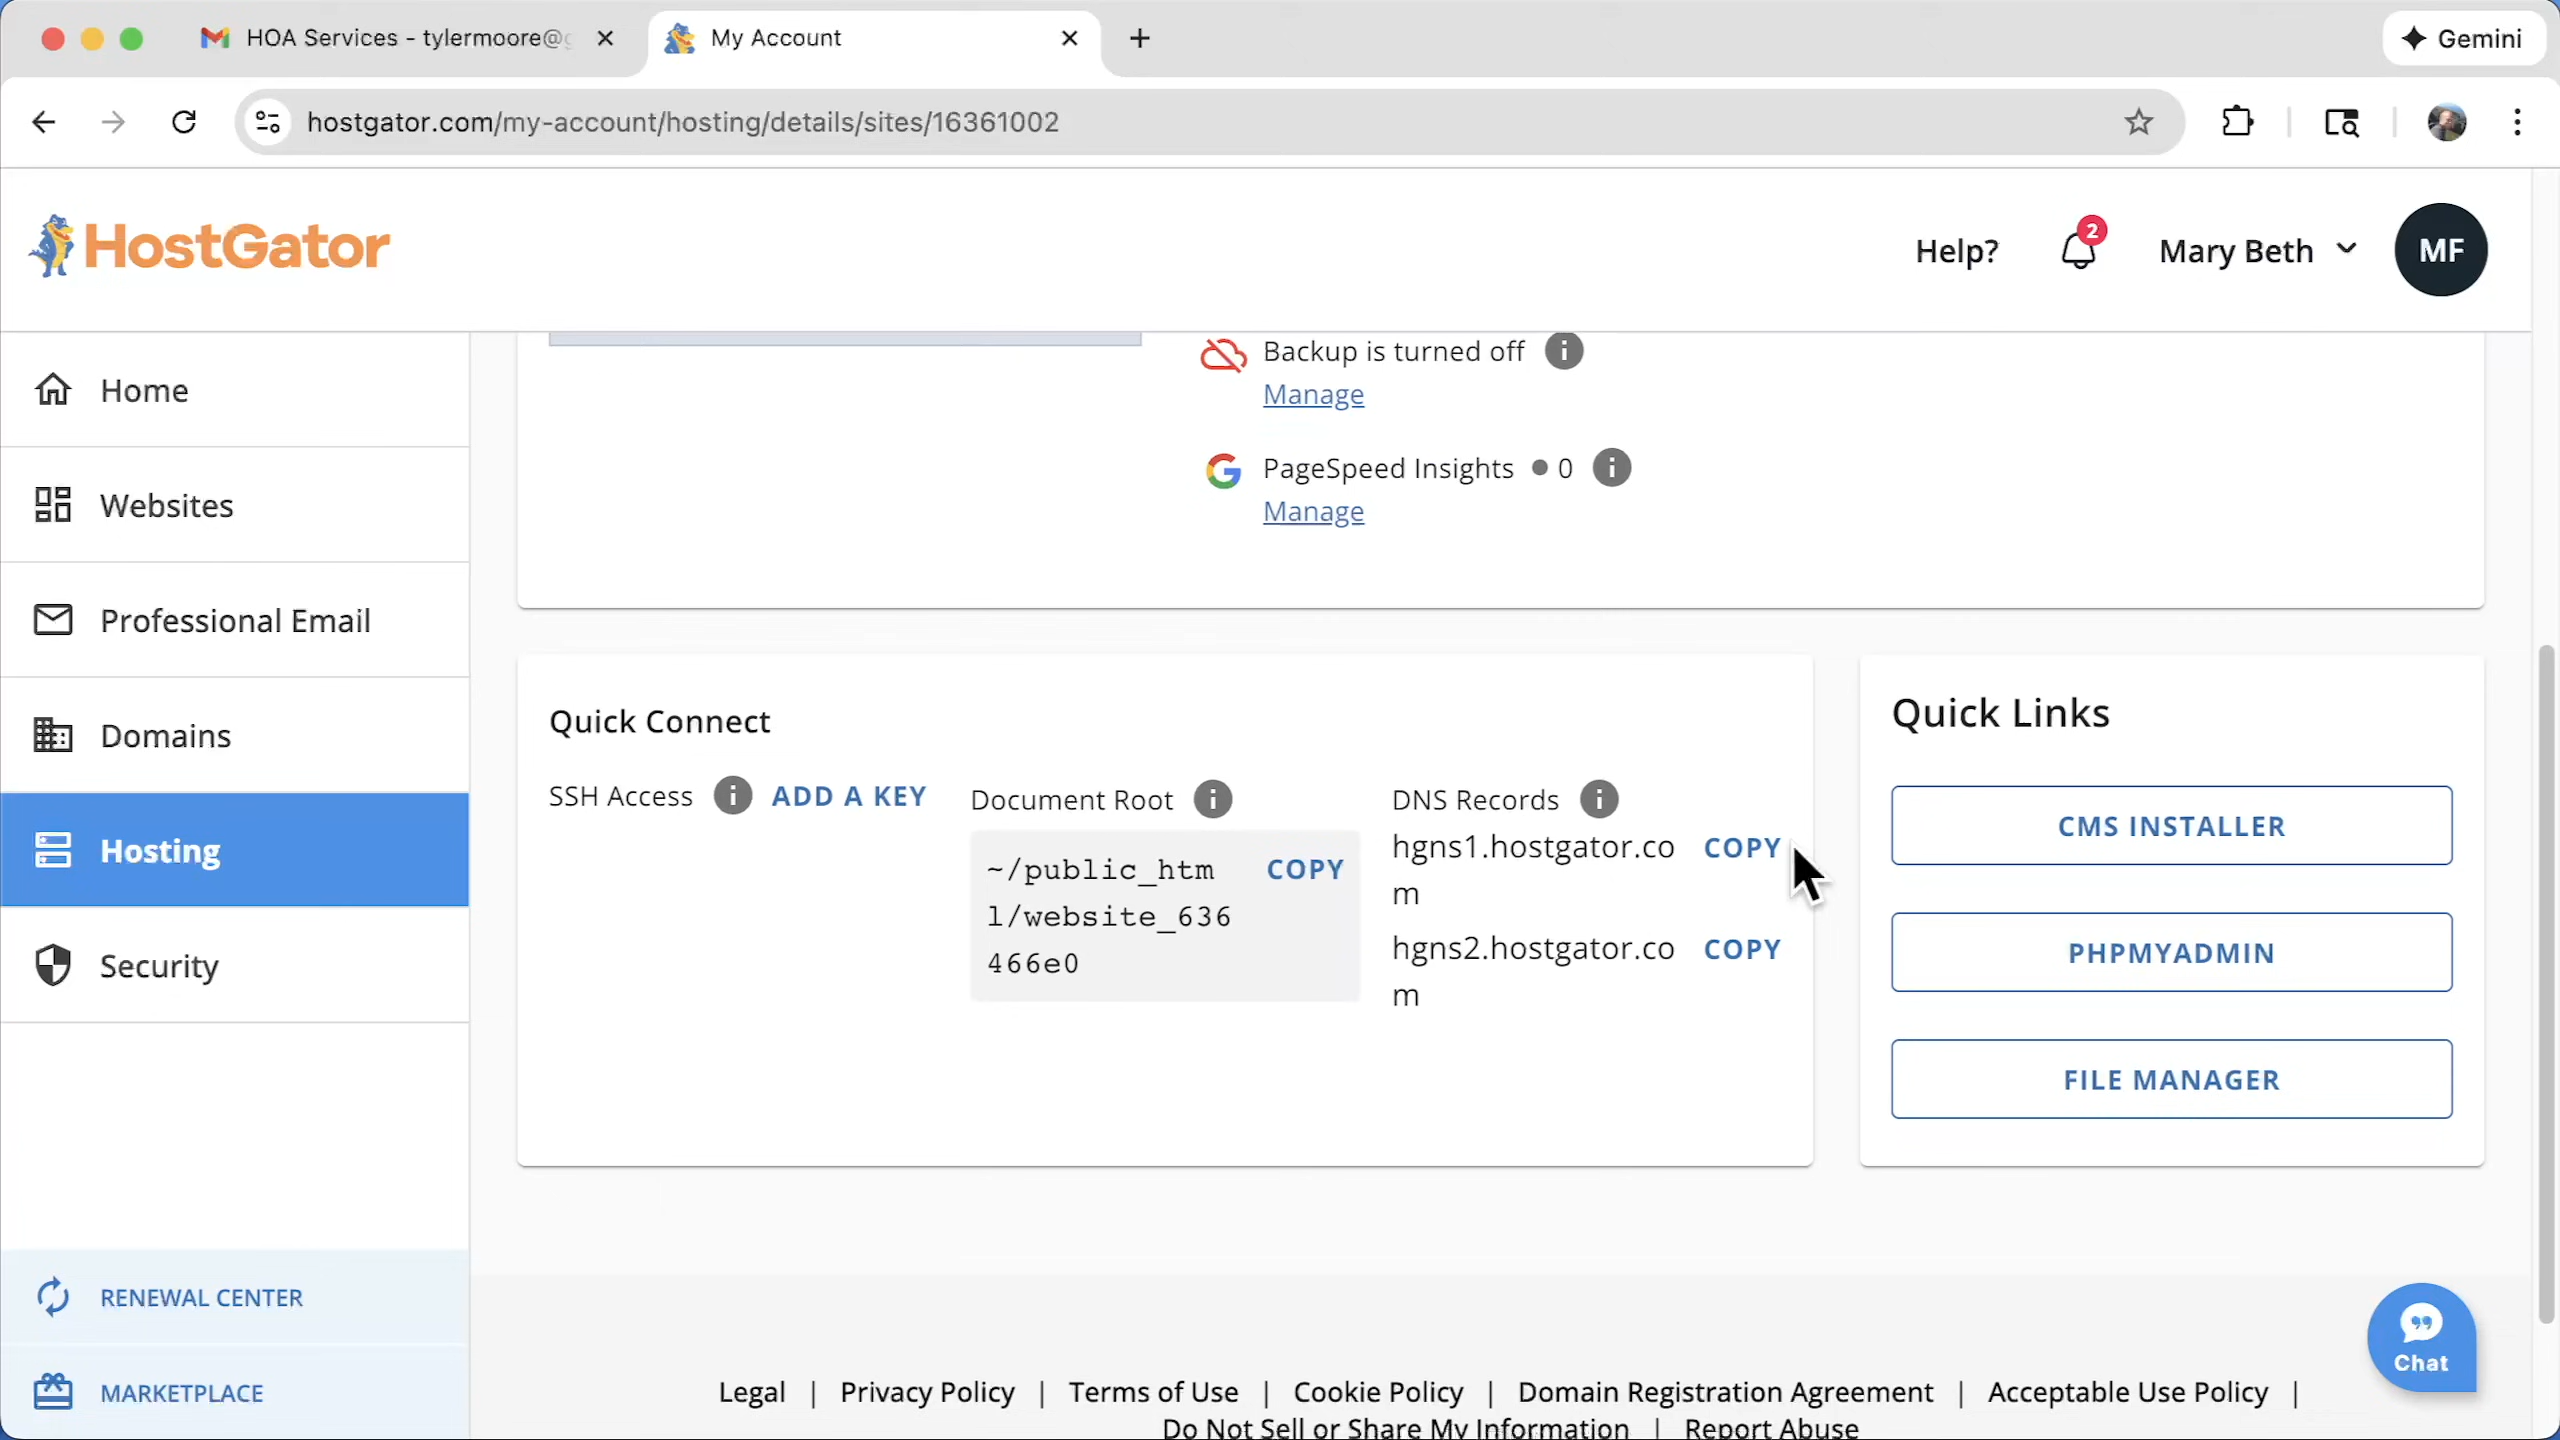 HOA Services - tylermoore@g
My Account
Gemini
hostgator.com/my-account/hosting/details/sites/16361002
HostGator
Help?
2
Mary Beth
MF
Home
Websites
Professional Email
Domains
Hosting
Security
RENEWAL CENTER
MARKETPLACE
Backup is turned off
Manage
PageSpeed Insights 0
Manage
Quick Connect
SSH Access
ADD A KEY
Document Root
~/public_htm
l/website_636
466e0
COPY
DNS Records
hgns1.hostgator.co
m
COPY
hgns2.hostgator.co
m
COPY
Quick Links
CMS INSTALLER
PHPMYADMIN
FILE MANAGER
Chat
Legal | Privacy Policy | Terms of Use | Cookie Policy | Domain Registration Agreement | Acceptable Use Policy |
Do Not Sell or Share My Information | Report Abuse